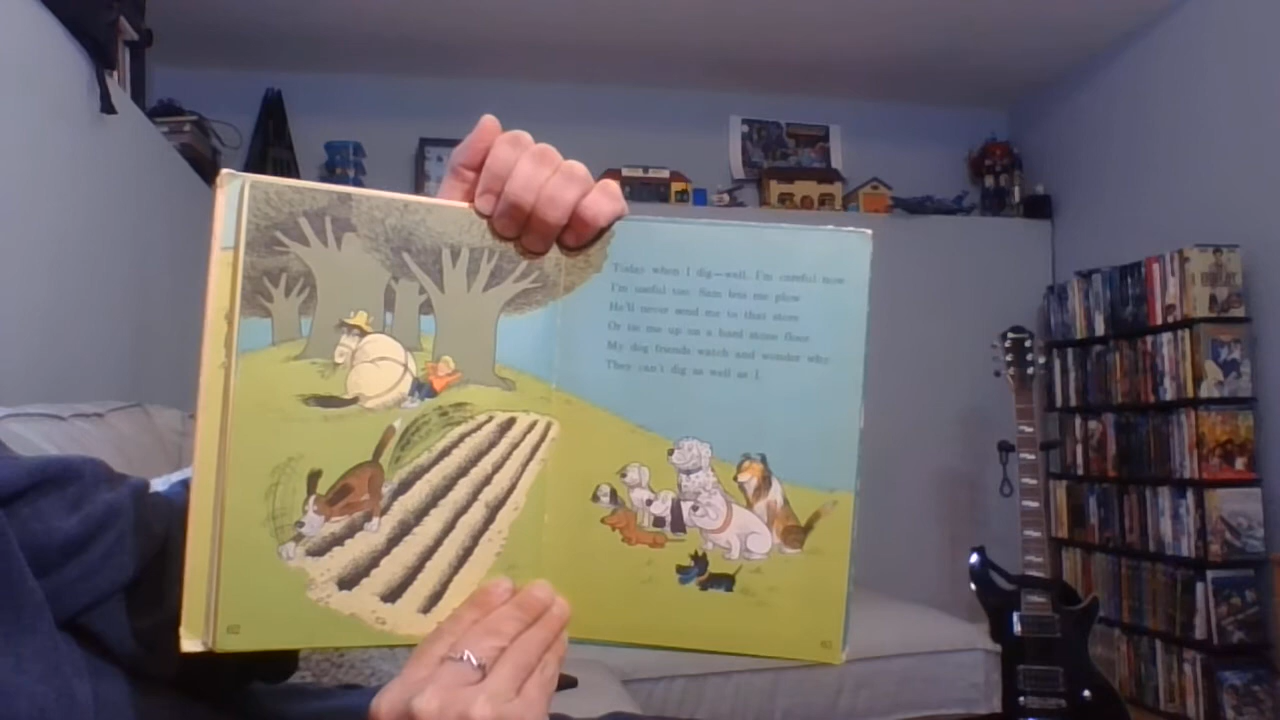 Today when I dig—well, I'm careful now
I'm useful too. Sam lets me plow
He'll never send me to that store
Or tie me up on a hard stone floor.
My dog friends watch and wonder why
They can't dig as well as I.